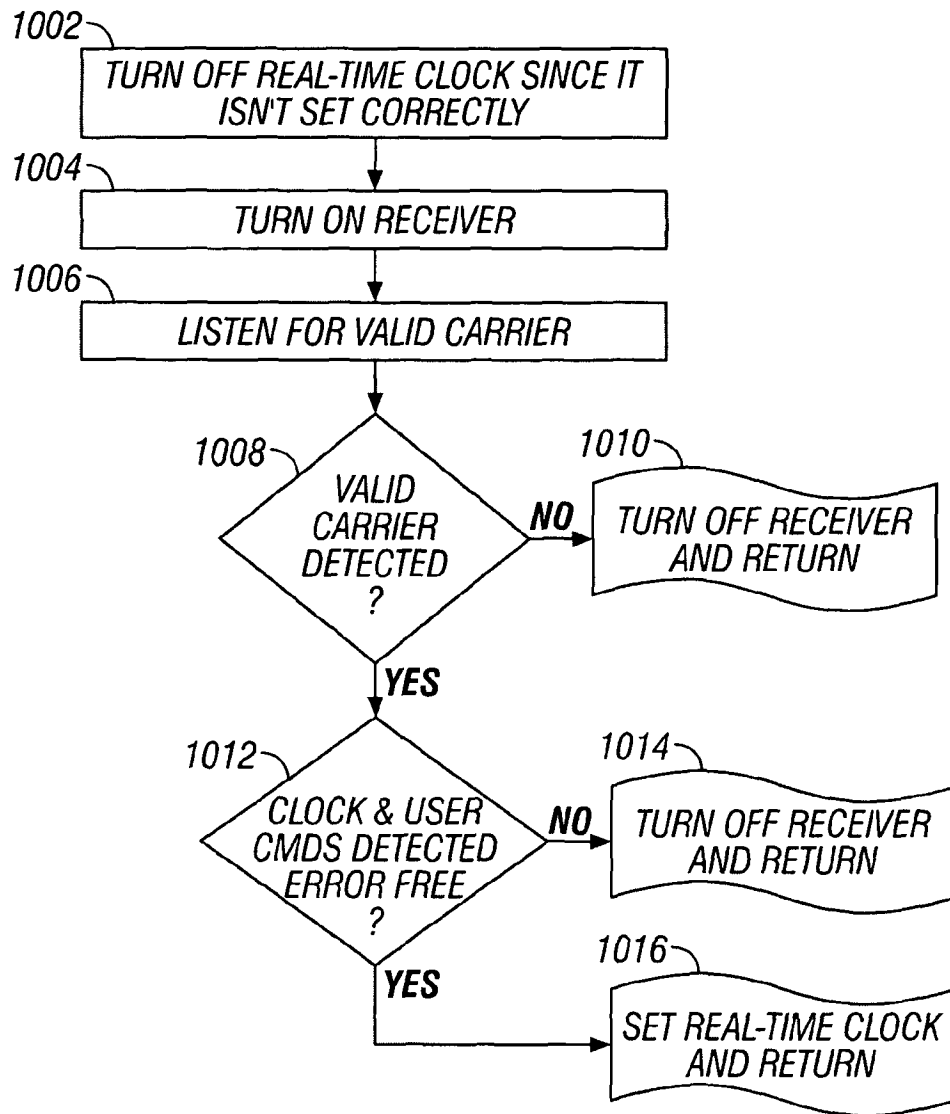 1002
TURN OFF REAL-TIME CLOCK SINCE IT
ISN'T SET CORRECTLY
1004
TURN ON RECEIVER
1006
LISTEN FOR VALID CARRIER
1008
VALID
CARRIER
DETECTED
?
NO
1010
TURN OFF RECEIVER
AND RETURN
YES
1012
CLOCK & USER
CMDS DETECTED
ERROR FREE
?
NO
1014
TURN OFF RECEIVER
AND RETURN
YES
1016
SET REAL-TIME CLOCK
AND RETURN